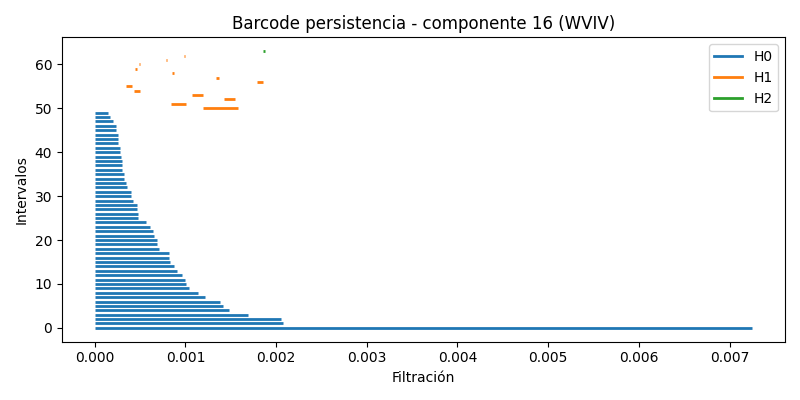 Barcode persistencia - componente 16 (WVIV)
Intervalos
60
50
40
30
20
10
0
H0
H1
H2
0.000 0.001 0.002 0.003 0.004 0.005 0.006 0.007
Filtración